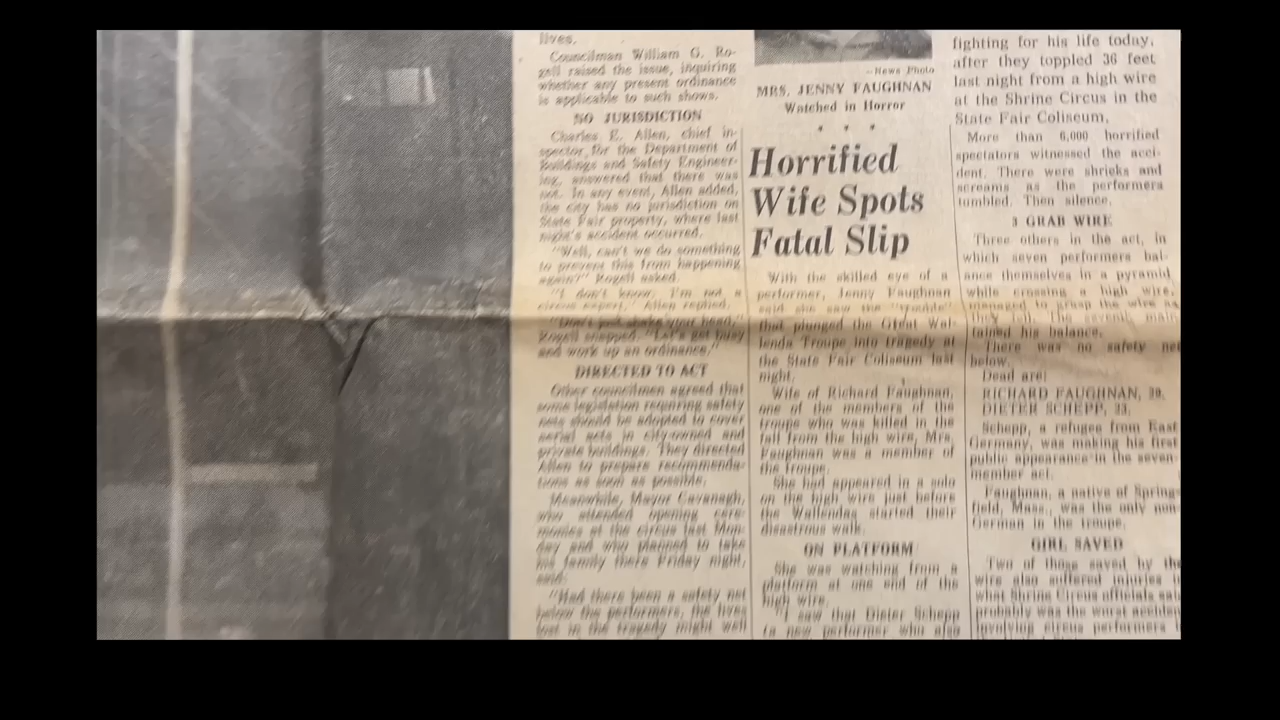 lives.
Councilman William G. Ro-
gell raised the issue, inquiring
whether any present ordinance
is applicable to such shows.
NO JURISDICTION
Charles E. Allen, chief in-
spector for the Department of
Buildings and Safety Engineer-
ing, answered that there was
not. In any event, Allen added,
the city has no jurisdiction on
State Fair property, where last
night's accident occurred.
"Well, can't we do something
to prevent this from happening
again?" Rogell asked.
"I don't know. I'm not a
circus expert," Allen replied.
"Don't just shake your head,"
Rogell snapped. "Let's get busy
and work up an ordinance."
DIRECTED TO ACT
Other councilmen agreed that
some legislation requiring safety
nets should be adopted to cover
aerial acts in city-owned and
private buildings. They directed
Allen to prepare recommenda-
tions as soon as possible.
Meanwhile, Mayor Cavanagh,
who attended opening cere-
monies at the circus last Mon-
day and who planned to take
his family there Friday night,
said:
"Had there been a safety net
below the performers, the lives
lost in the tragedy might well
—News Photo
MRS. JENNY FAUGHNAN
Watched in Horror
* * *
Horrified
Wife Spots
Fatal Slip
With the skilled eye of a
performer, Jenny Faughnan
said she saw the "wobble"
that plunged the Great Wal-
lenda Troupe into tragedy at
the State Fair Coliseum last
night.
Wife of Richard Faughnan,
one of the members of the
troupe who was killed in the
fall from the high wire, Mrs.
Faughnan was a member of
the troupe.
She had appeared in a solo
on the high wire just before
the Wallendas started their
disastrous walk.
ON PLATFORM
She was watching from a
platform at one end of the
high wire.
"I saw that Dieter Schepp
(a new performer who also
fighting for his life today,
after they toppled 36 feet
last night from a high wire
at the Shrine Circus in the
State Fair Coliseum.
More than 6,000 horrified
spectators witnessed the acci-
dent. There were shrieks and
screams as the performers
tumbled. Then silence.
3 GRAB WIRE
Three others in the act, in
which seven performers bal-
ance themselves in a pyramid
while crossing a high wire,
managed to grasp the wire as
they fell. The seventh main-
tained his balance.
There was no safety net
below.
Dead are:
RICHARD FAUGHNAN, 29.
DIETER SCHEPP, 23.
Schepp, a refugee from East
Germany, was making his first
public appearance in the seven-
member act.
Faughnan, a native of Spring-
field, Mass., was the only non-
German in the troupe.
GIRL SAVED
Two of those saved by the
wire also suffered injuries in
what Shrine Circus officials said
probably was the worst accident
involving circus performers